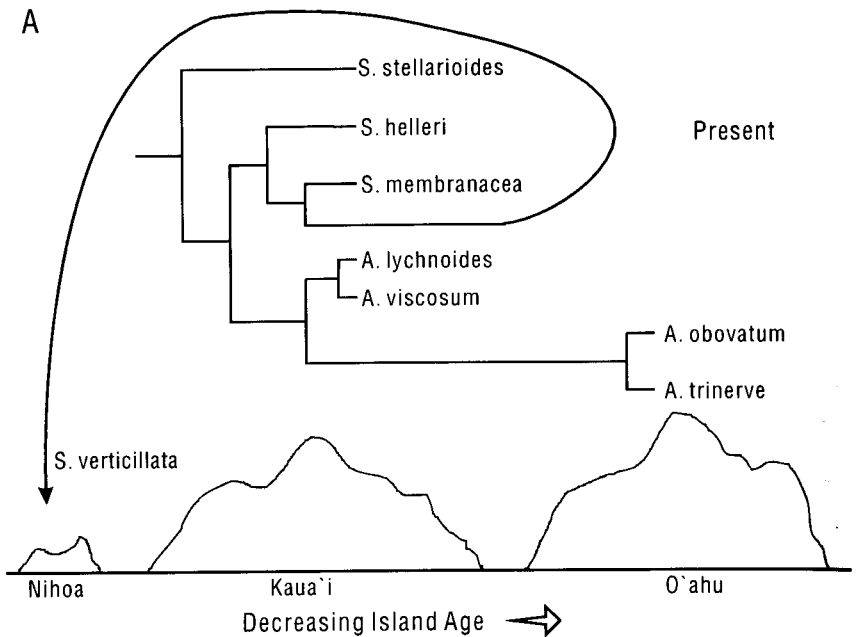 A
S. stellarioides
S. helleri
Present
S. membranacea
A. lychnoides
A. viscosum
A. obovatum
A. trinerve
S. verticillata
Nihoa
Kaua`i
O`ahu
Decreasing Island Age